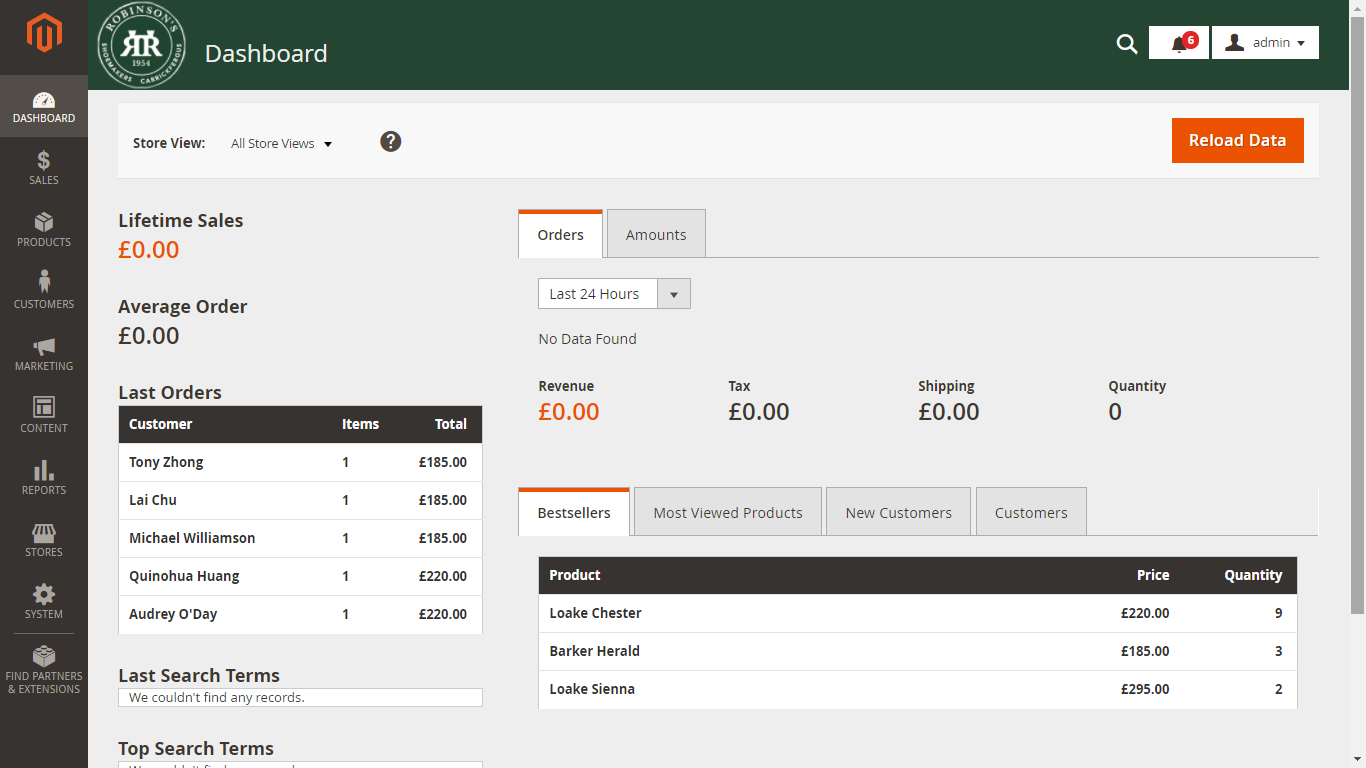 ROBINSON'S
SHOEMAKERS CARRICKFERGUS
1954
Dashboard
6
admin
DASHBOARD
SALES
PRODUCTS
CUSTOMERS
MARKETING
CONTENT
REPORTS
STORES
SYSTEM
FIND PARTNERS
& EXTENSIONS
Store View: All Store Views ?
Reload Data
Lifetime Sales
£0.00
Average Order
£0.00
Last Orders
Customer Items Total
Tony Zhong 1 £185.00
Lai Chu 1 £185.00
Michael Williamson 1 £185.00
Quinohua Huang 1 £220.00
Audrey O'Day 1 £220.00
Last Search Terms
We couldn't find any records.
Top Search Terms
Orders Amounts
Last 24 Hours
No Data Found
Revenue Tax Shipping Quantity
£0.00 £0.00 £0.00 0
Bestsellers Most Viewed Products New Customers Customers
Product Price Quantity
Loake Chester £220.00 9
Barker Herald £185.00 3
Loake Sienna £295.00 2